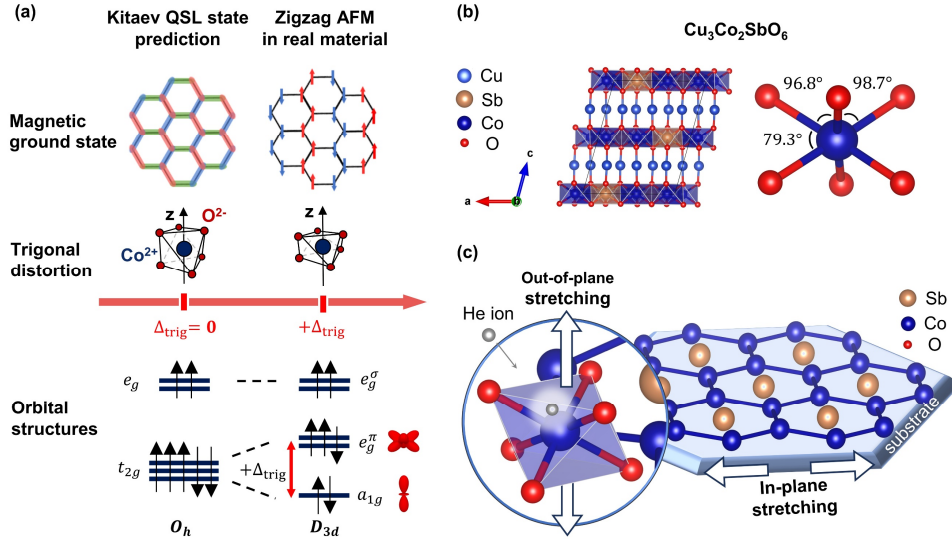 (a)
Kitaev QSL state
prediction
Zigzag AFM
in real material
Magnetic
ground state
z
O²⁻
Co²⁺
z
Trigonal
distortion
Δtrig = 0
+Δtrig
eg
egσ
Orbital
structures
t2g
+Δtrig
egπ
a1g
Oh
D3d
(b)
Cu₃Co₂SbO₆
Cu
Sb
Co
O
c
a
b
96.8°
98.7°
79.3°
(c)
Out-of-plane
stretching
He ion
Sb
Co
O
substrate
In-plane
stretching